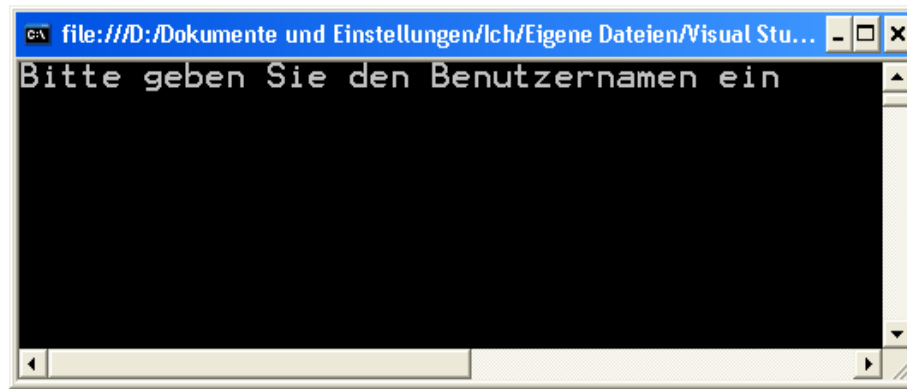 file:///D:/Dokumente und Einstellungen/Ich/Eigene Dateien/Visual Stu...
Bitte geben Sie den Benutzernamen ein